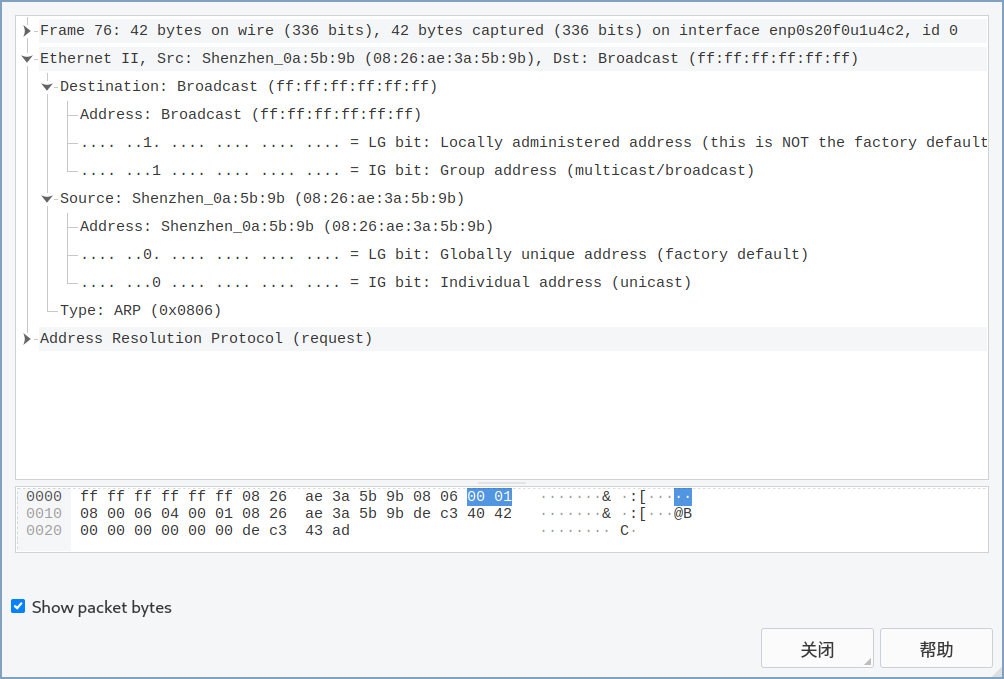 Frame 76: 42 bytes on wire (336 bits), 42 bytes captured (336 bits) on interface enp0s20f0u1u4c2, id 0
Ethernet II, Src: Shenzhen_0a:5b:9b (08:26:ae:3a:5b:9b), Dst: Broadcast (ff:ff:ff:ff:ff:ff)
Destination: Broadcast (ff:ff:ff:ff:ff:ff)
Address: Broadcast (ff:ff:ff:ff:ff:ff)
.... ..1. .... .... .... .... = LG bit: Locally administered address (this is NOT the factory default
.... ...1 .... .... .... .... = IG bit: Group address (multicast/broadcast)
Source: Shenzhen_0a:5b:9b (08:26:ae:3a:5b:9b)
Address: Shenzhen_0a:5b:9b (08:26:ae:3a:5b:9b)
.... ..0. .... .... .... .... = LG bit: Globally unique address (factory default)
.... ...0 .... .... .... .... = IG bit: Individual address (unicast)
Type: ARP (0x0806)
Address Resolution Protocol (request)
0000 ff ff ff ff ff ff 08 26 ae 3a 5b 9b 08 06 00 01 ·······& ·:[·····
0010 08 00 06 04 00 01 08 26 ae 3a 5b 9b de c3 40 42 ·······& ·:[···@B
0020 00 00 00 00 00 00 de c3 43 ad ········ C·
Show packet bytes
关闭
帮助